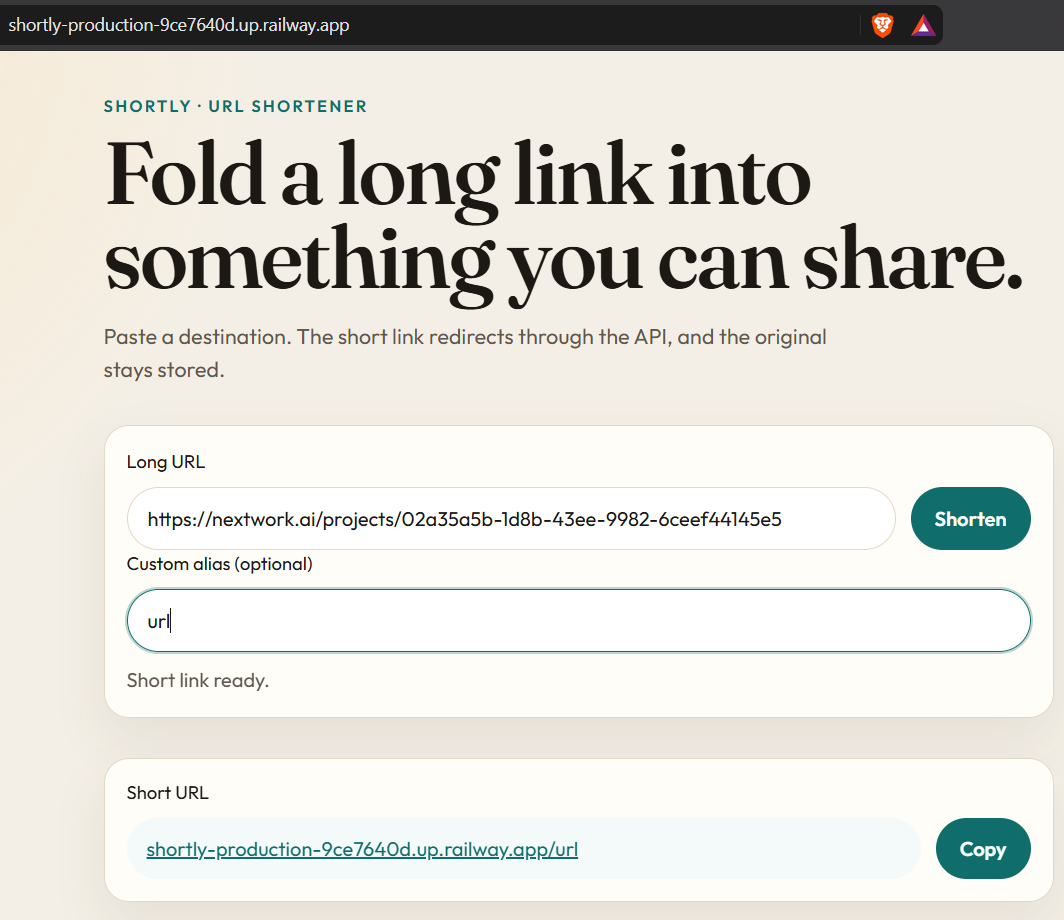 shortly-production-9ce7640d.up.railway.app
SHORTLY · URL SHORTENER
Fold a long link into
something you can share.
Paste a destination. The short link redirects through the API, and the original
stays stored.
Long URL
https://nextwork.ai/projects/02a35a5b-1d8b-43ee-9982-6ceef44145e5
Shorten
Custom alias (optional)
url
Short link ready.
Short URL
shortly-production-9ce7640d.up.railway.app/url
Copy